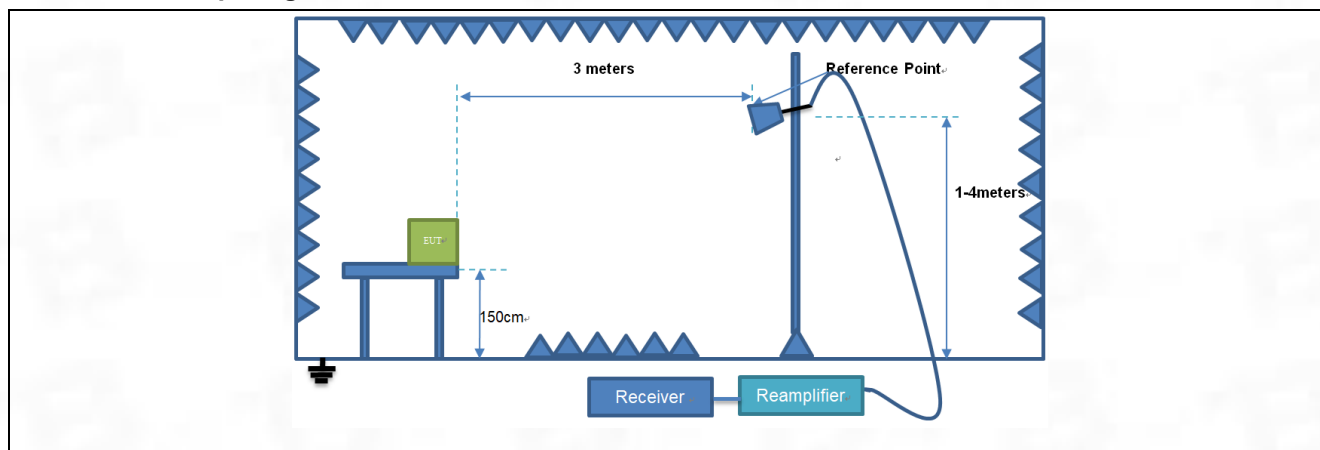 3 meters
Reference Point
1-4meters
EUT
150cm
Receiver
Reamplifier